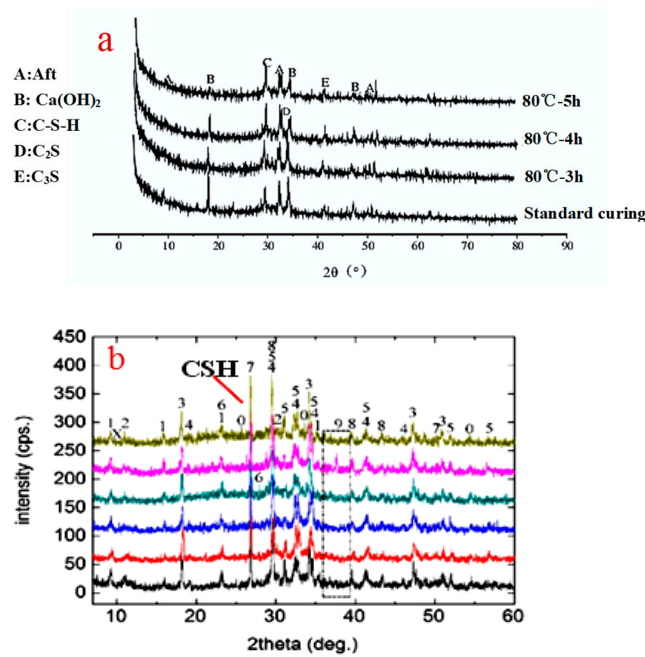 a
A:Aft
B: Ca(OH)2
C:C-S-H
D:C2S
E:C3S
A B C A B D E B A
80℃-5h
80℃-4h
80℃-3h
Standard curing
0 10 20 30 40 50 60 70 80 90
2θ (°)
b
CSH
450
400
350
300
250
200
150
100
50
0
intensity (cps.)
1 X 2 1 3 4 6 1 0 7 8 5 4 2 5 5 4 0 3 5 4 1 9 8 5 4 8 4 3 7 3 5 0 5
6
10 20 30 40 50 60
2theta (deg.)